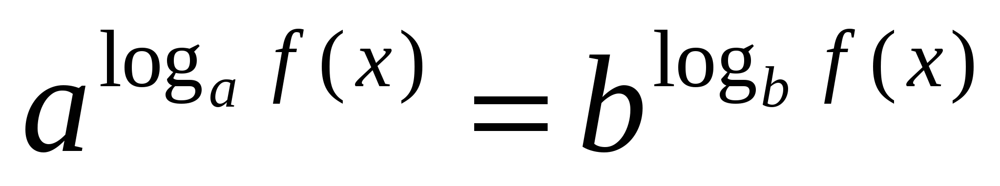 a^{log_a f(x)} = b^{log_b f(x)}